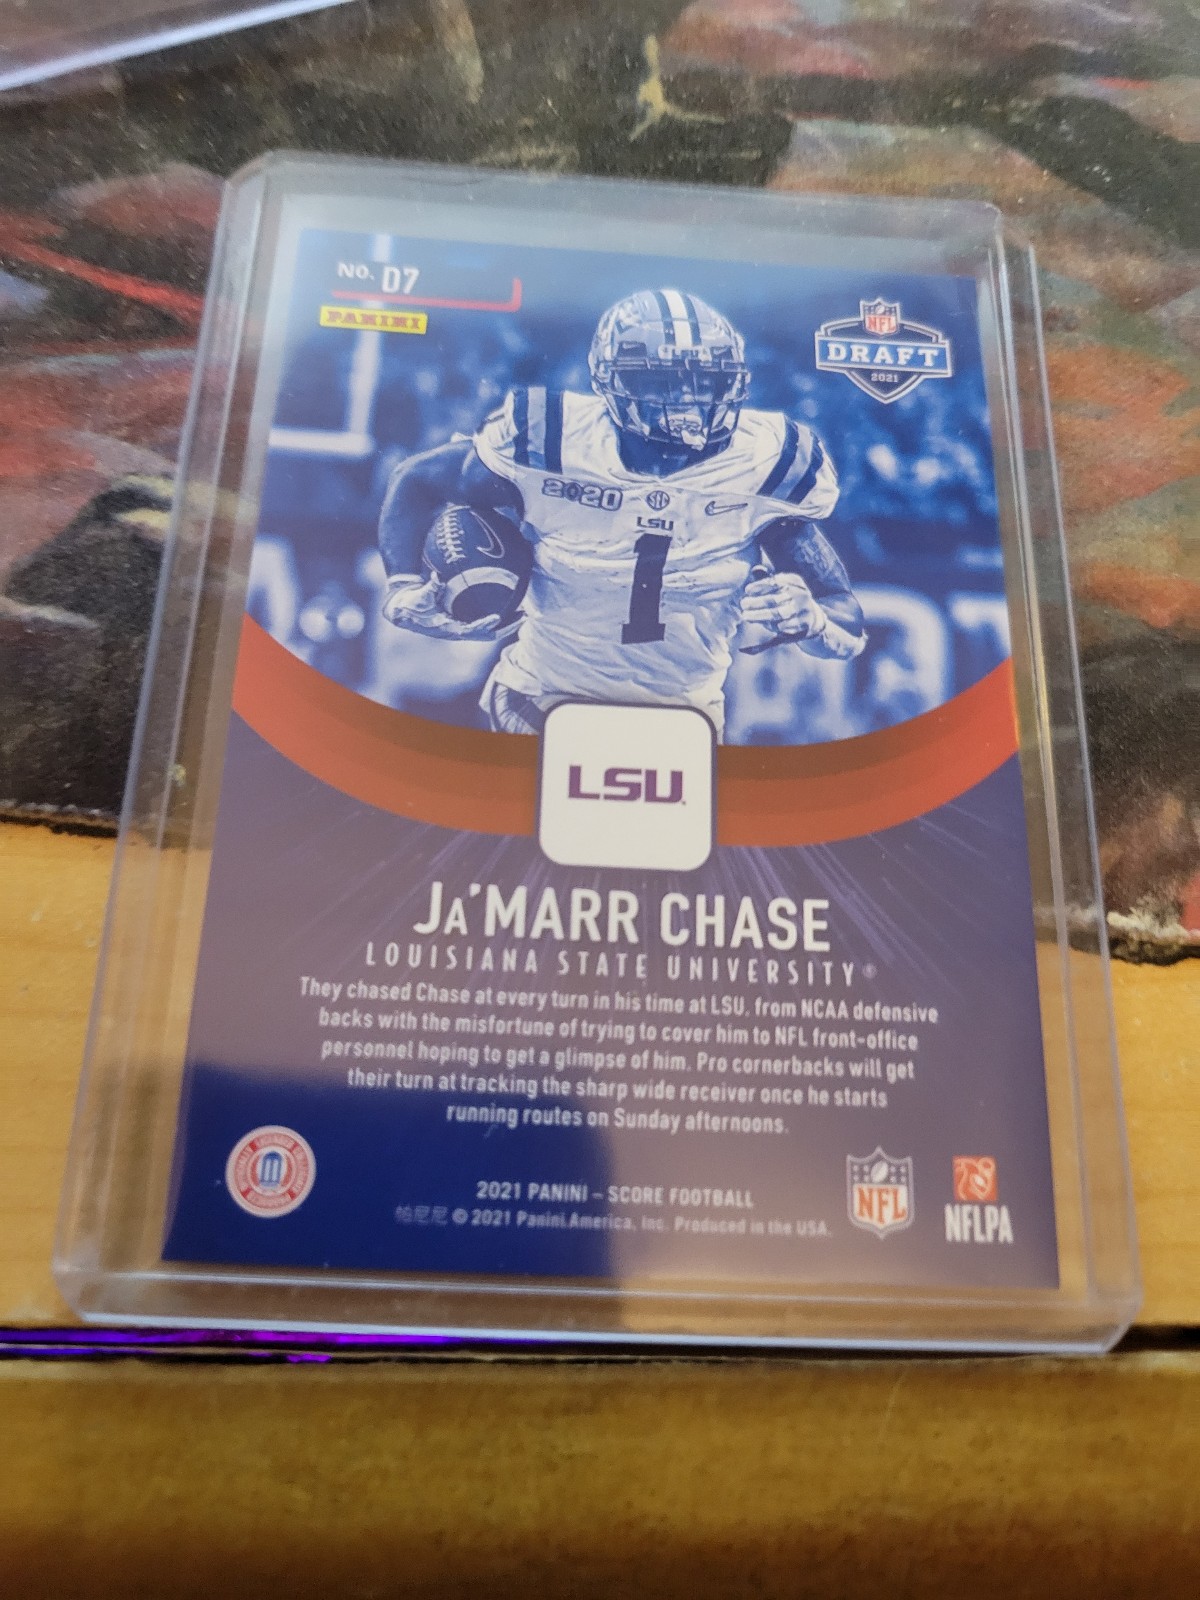 NO. D7
PANINI
NFL
DRAFT
2021
2020 SEC
LSU
1
LSU
JA'MARR CHASE
LOUISIANA STATE UNIVERSITY®
They chased Chase at every turn in his time at LSU, from NCAA defensive
backs with the misfortune of trying to cover him to NFL front-office
personnel hoping to get a glimpse of him. Pro cornerbacks will get
their turn at tracking the sharp wide receiver once he starts
running routes on Sunday afternoons.
2021 PANINI – SCORE FOOTBALL
帕尼尼 © 2021 Panini America, Inc. Produced in the USA.
OFFICIALLY LICENSED COLLEGIATE PRODUCTS
NFL
NFLPA